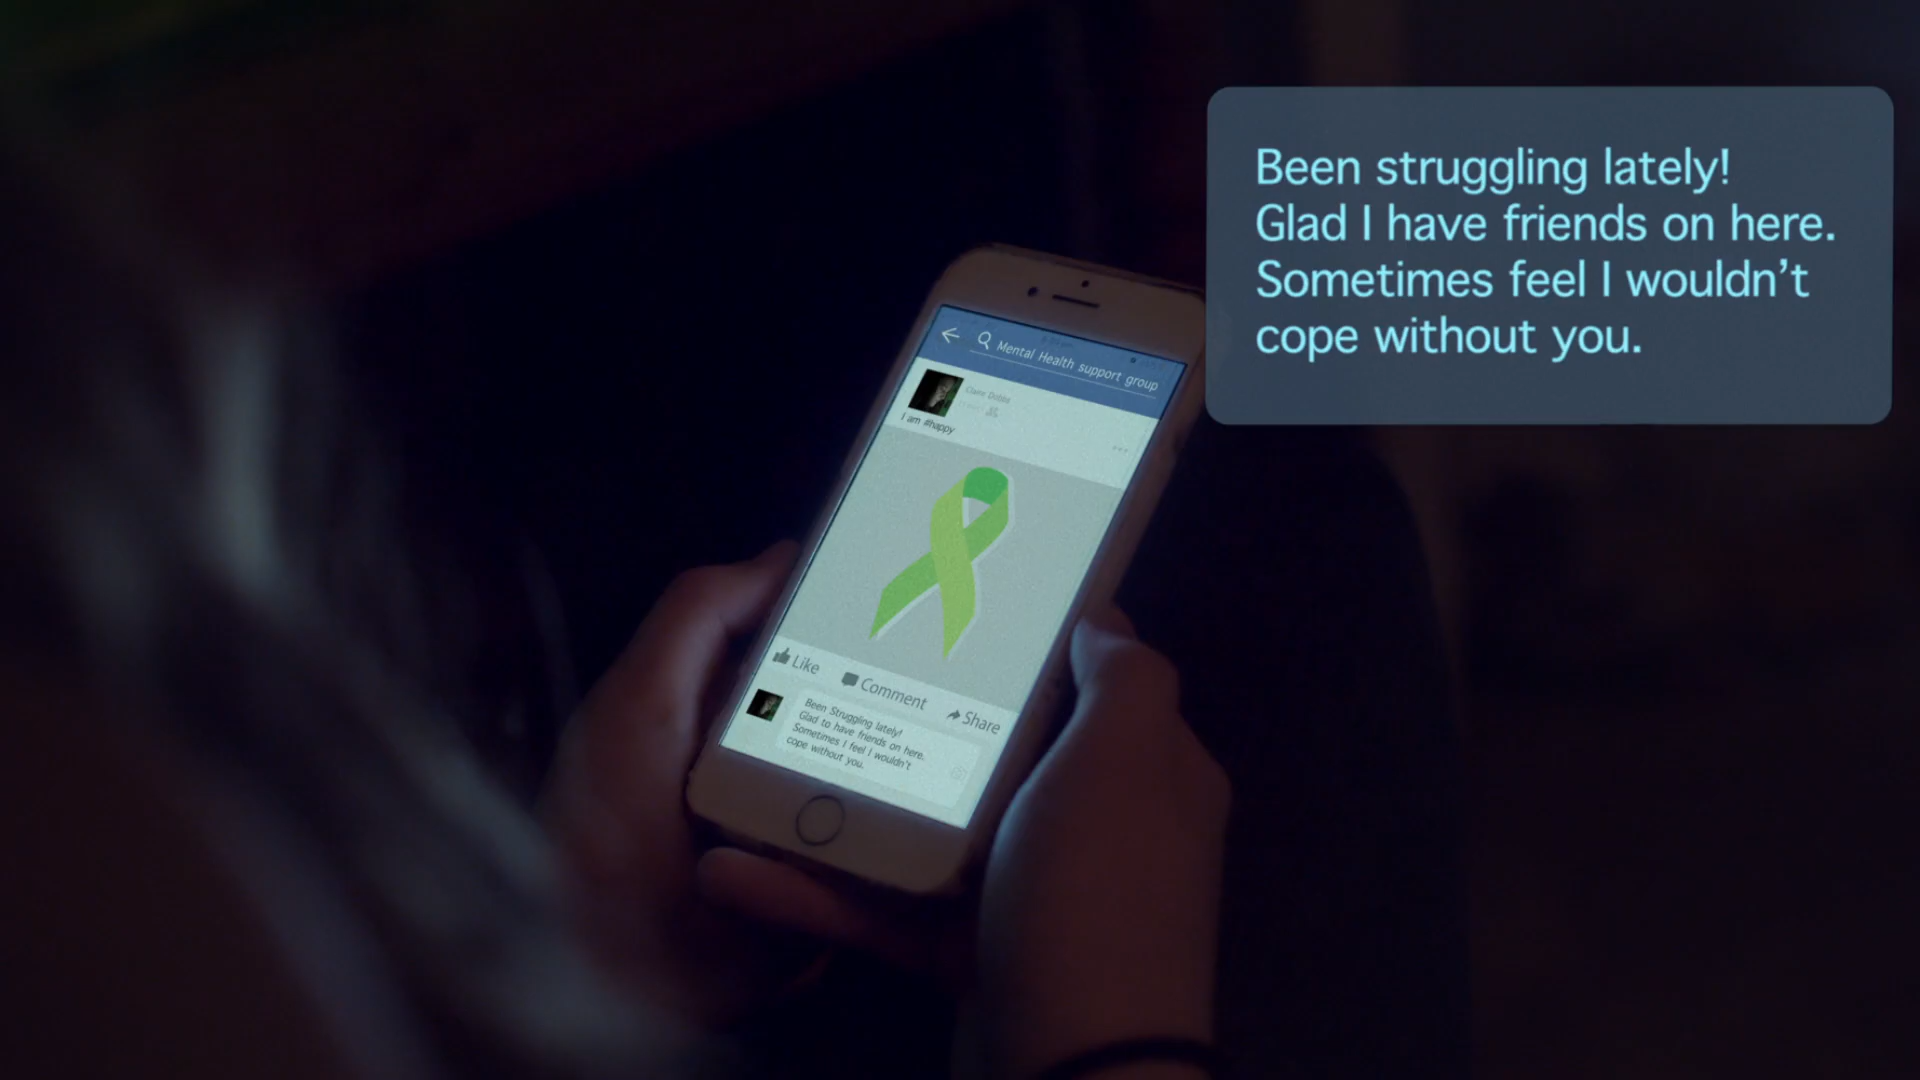 Been struggling lately!
Glad I have friends on here.
Sometimes feel I wouldn't
cope without you.
Mental Health support group
Claire Dobbs
I am #happy
Like
Comment
Share
Been Struggling lately!
Glad to have friends on here.
Sometimes I feel I wouldn't
cope without you.